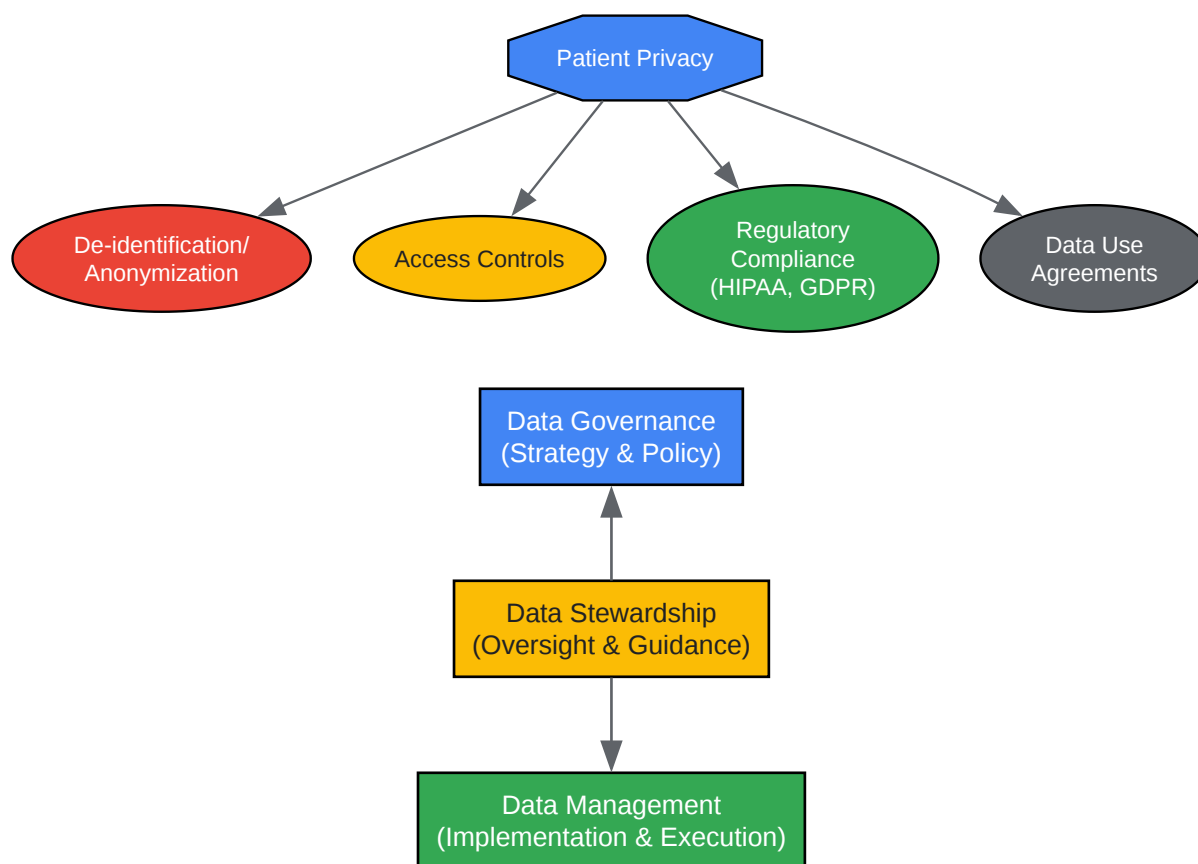 Patient Privacy
De-identification/
Anonymization
Access Controls
Regulatory
Compliance
(HIPAA, GDPR)
Data Use
Agreements
Data Governance
(Strategy & Policy)
Data Stewardship
(Oversight & Guidance)
Data Management
(Implementation & Execution)